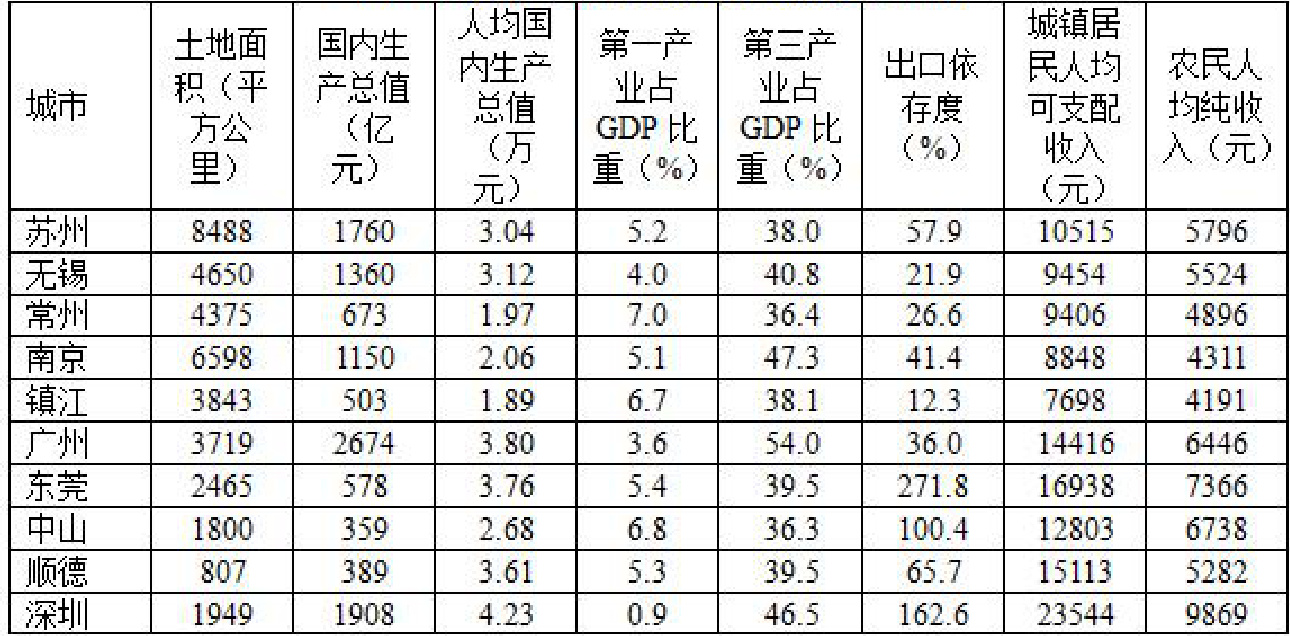 城市 土地面积（平方公里） 国内生产总值（亿元） 人均国内生产总值（万元） 第一产业占GDP 比重（%） 第三产业占GDP 比重（%） 出口依存度（%） 城镇居民人均可支配收入（元） 农民人均纯收入（元）
苏州 8488 1760 3.04 5.2 38.0 57.9 10515 5796
无锡 4650 1360 3.12 4.0 40.8 21.9 9454 5524
常州 4375 673 1.97 7.0 36.4 26.6 9406 4896
南京 6598 1150 2.06 5.1 47.3 41.4 8848 4311
镇江 3843 503 1.89 6.7 38.1 12.3 7698 4191
广州 3719 2674 3.80 3.6 54.0 36.0 14416 6446
东莞 2465 578 3.76 5.4 39.5 271.8 16938 7366
中山 1800 359 2.68 6.8 36.3 100.4 12803 6738
顺德 807 389 3.61 5.3 39.5 65.7 15113 5282
深圳 1949 1908 4.23 0.9 46.5 162.6 23544 9869